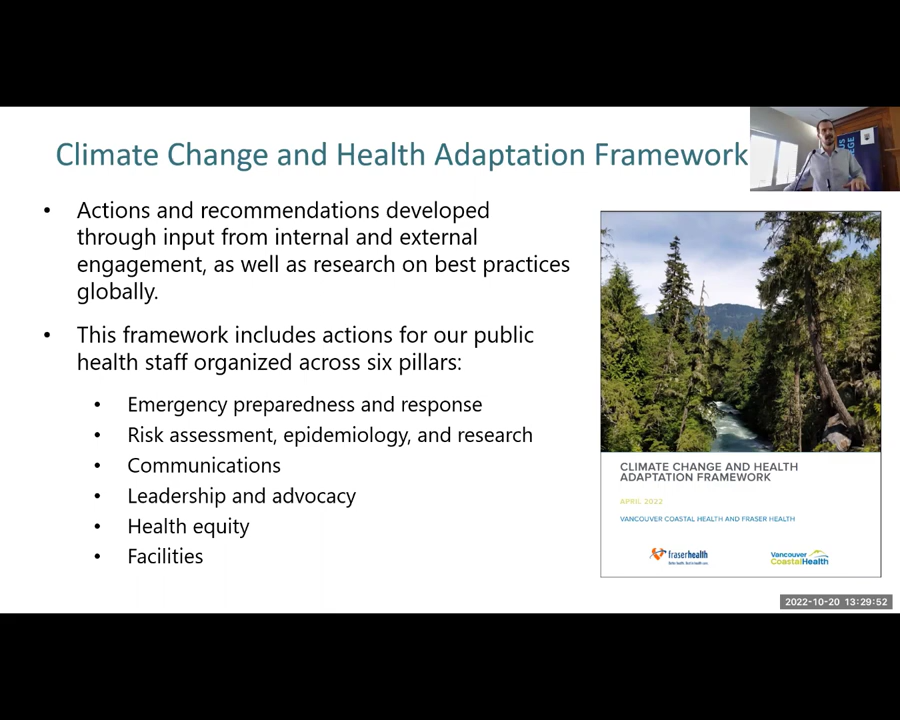 Climate Change and Health Adaptation Framework
• Actions and recommendations developed
through input from internal and external
engagement, as well as research on best practices
globally.
• This framework includes actions for our public
health staff organized across six pillars:
• Emergency preparedness and response
• Risk assessment, epidemiology, and research
• Communications
• Leadership and advocacy
• Health equity
• Facilities
CLIMATE CHANGE AND HEALTH
ADAPTATION FRAMEWORK
APRIL 2022
VANCOUVER COASTAL HEALTH AND FRASER HEALTH
fraserhealth
Vancouver
CoastalHealth
2022-10-20 13:29:52